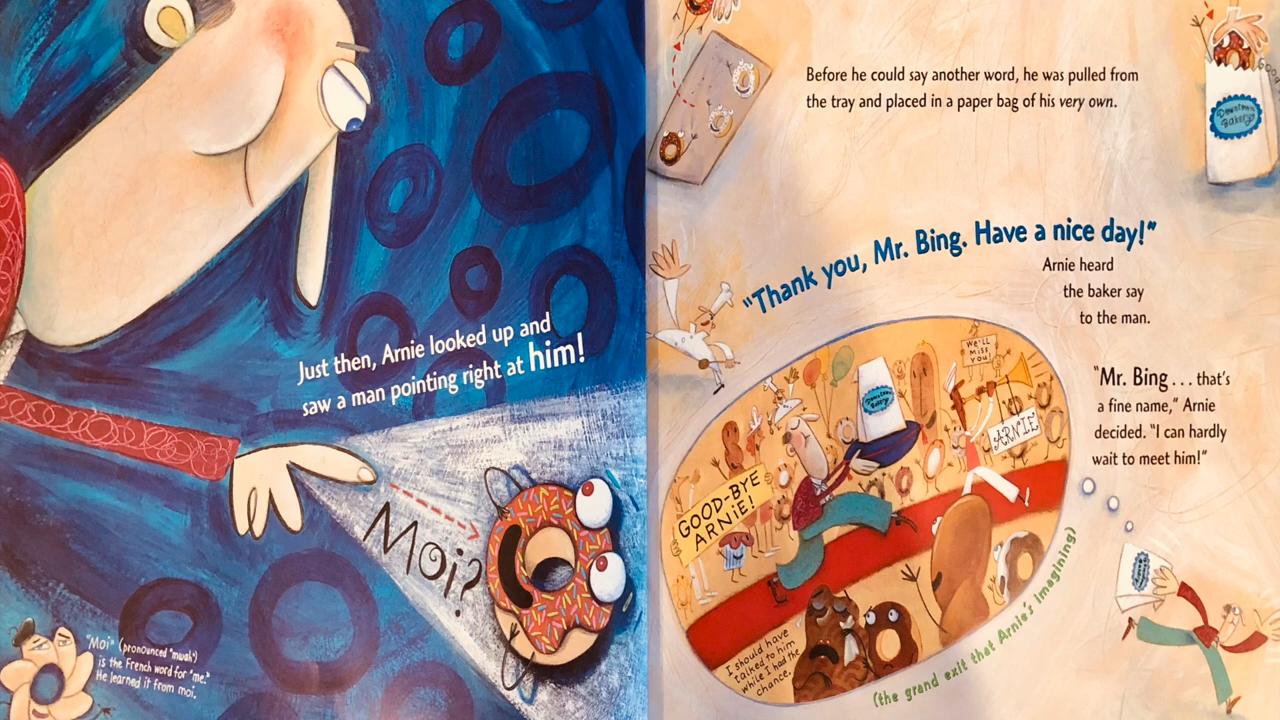 Just then, Arnie looked up and
saw a man pointing right at him!
Moi?
"Moi" (pronounced "mwah")
is the French word for "me."
He learned it from moi.
Before he could say another word, he was pulled from
the tray and placed in a paper bag of his very own.
Downtown
Bakery
"Thank you, Mr. Bing. Have a nice day!"
Arnie heard
the baker say
to the man.
WE'LL
MISS
YOU!
Downtown
Bakery
ARNIE
GOOD-BYE
ARNIE!
"Mr. Bing . . . that's
a fine name," Arnie
decided. "I can hardly
wait to meet him!"
I should have
talked to him
while I had the
chance.
(the grand exit that Arnie's imagining)